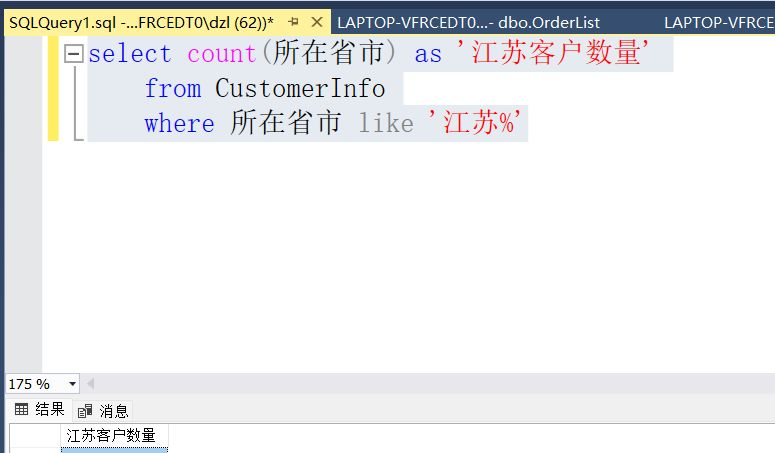 SQLQuery1.sql -...FRCEDT0\dzl (62))* LAPTOP-VFRCEDT0...- dbo.OrderList LAPTOP-VFRCE
select count(所在省市) as '江苏客户数量'
from CustomerInfo
where 所在省市 like '江苏%'
175 %
结果 消息
江苏客户数量